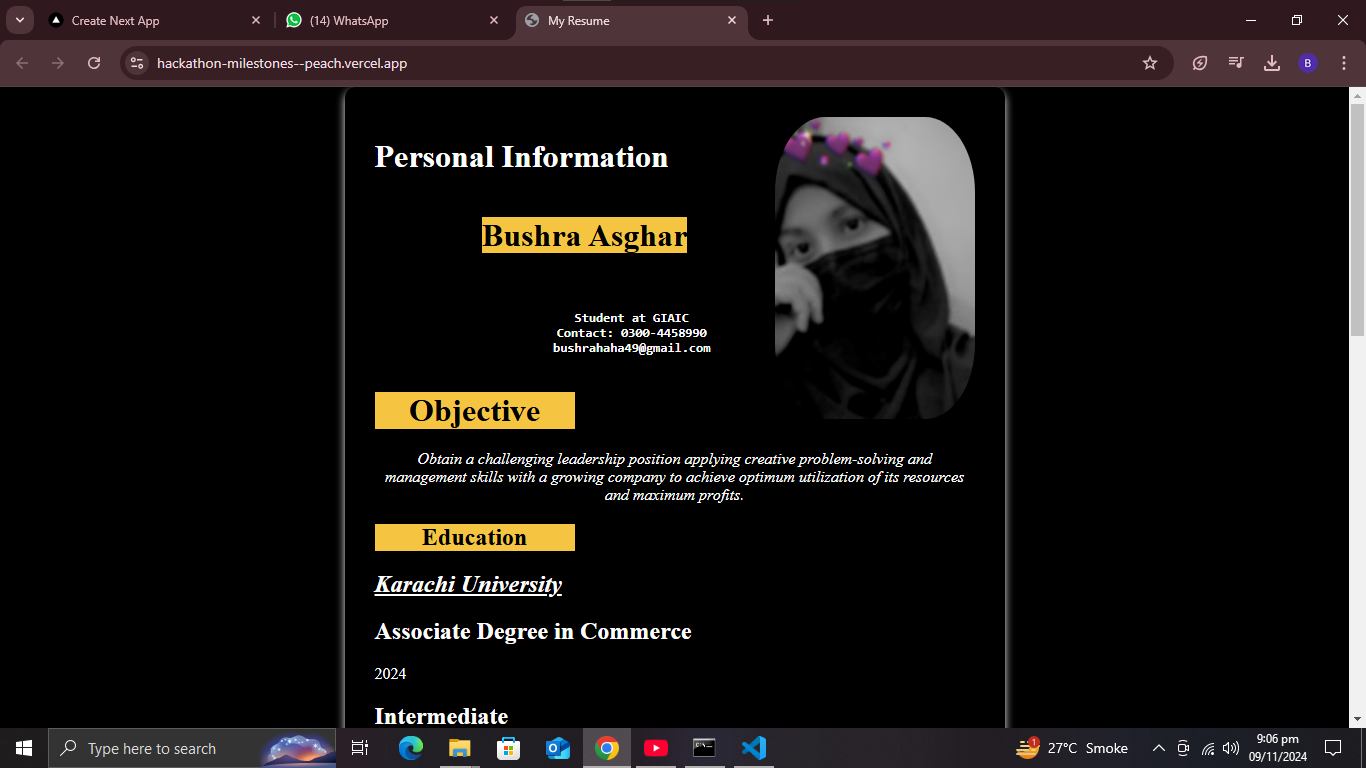 Create Next App
(14) WhatsApp
My Resume
hackathon-milestones--peach.vercel.app
B
Personal Information
Bushra Asghar
Student at GIAIC
Contact: 0300-4458990
bushrahaha49@gmail.com
Objective
Obtain a challenging leadership position applying creative problem-solving and
management skills with a growing company to achieve optimum utilization of its resources
and maximum profits.
Education
Karachi University
Associate Degree in Commerce
2024
Intermediate
Type here to search
1
27°C Smoke
9:06 pm
09/11/2024